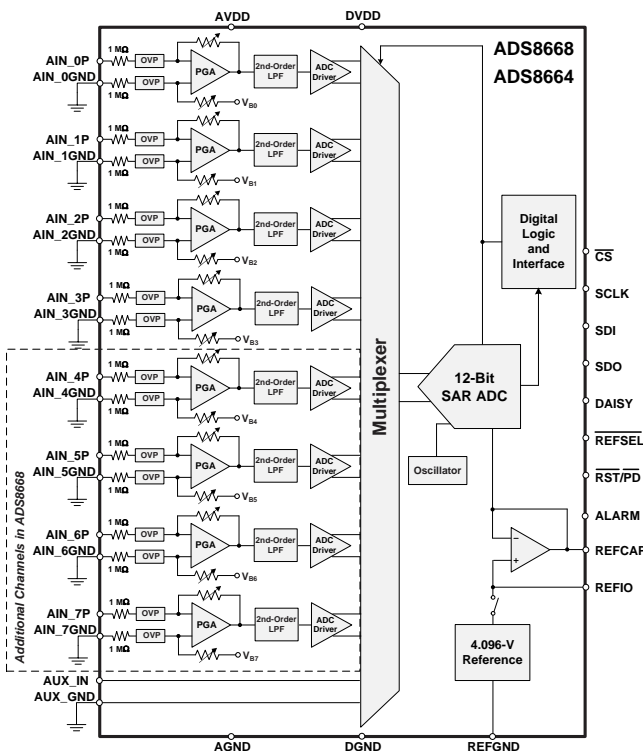 AVDD
DVDD
ADS8668
ADS8664
1 MΩ
AIN_0P
OVP
AIN_0GND
OVP
1 MΩ
PGA
2nd-Order
LPF
ADC
Driver
VB0
1 MΩ
AIN_1P
OVP
AIN_1GND
OVP
1 MΩ
PGA
2nd-Order
LPF
ADC
Driver
VB1
1 MΩ
AIN_2P
OVP
AIN_2GND
OVP
1 MΩ
PGA
2nd-Order
LPF
ADC
Driver
VB2
1 MΩ
AIN_3P
OVP
AIN_3GND
OVP
1 MΩ
PGA
2nd-Order
LPF
ADC
Driver
VB3
Additional Channels in ADS8668
1 MΩ
AIN_4P
OVP
AIN_4GND
OVP
1 MΩ
PGA
2nd-Order
LPF
ADC
Driver
VB4
1 MΩ
AIN_5P
OVP
AIN_5GND
OVP
1 MΩ
PGA
2nd-Order
LPF
ADC
Driver
VB5
1 MΩ
AIN_6P
OVP
AIN_6GND
OVP
1 MΩ
PGA
2nd-Order
LPF
ADC
Driver
VB6
1 MΩ
AIN_7P
OVP
AIN_7GND
OVP
1 MΩ
PGA
2nd-Order
LPF
ADC
Driver
VB7
AUX_IN
AUX_GND
Multiplexer
Digital
Logic
and
Interface
12-Bit
SAR ADC
Oscillator
4.096-V
Reference
CS
SCLK
SDI
SDO
DAISY
REFSEL
RST/PD
ALARM
REFCAP
REFIO
AGND
DGND
REFGND